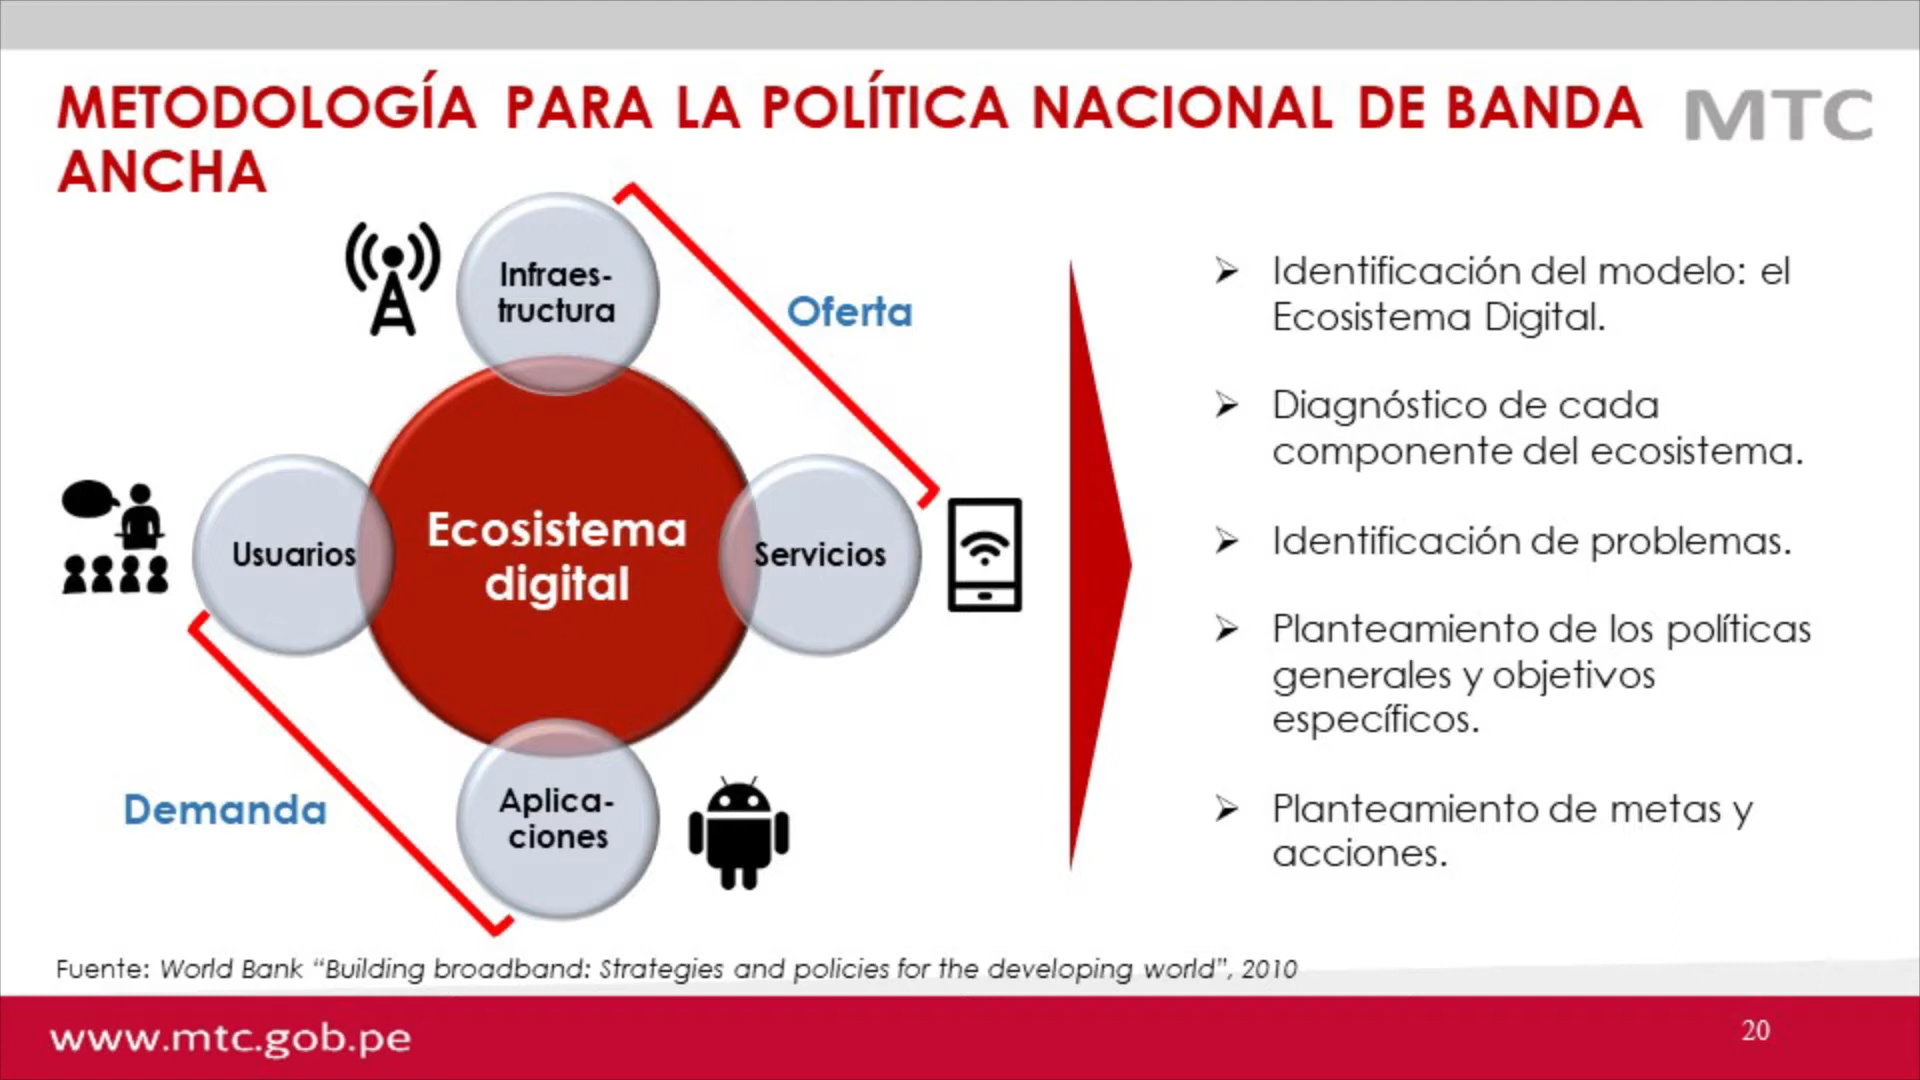 METODOLOGÍA PARA LA POLÍTICA NACIONAL DE BANDA
ANCHA
MTC
Infraes-
tructura
Oferta
Usuarios
Ecosistema
digital
Servicios
Demanda
Aplica-
ciones
Identificación del modelo: el
Ecosistema Digital.
Diagnóstico de cada
componente del ecosistema.
Identificación de problemas.
Planteamiento de los políticas
generales y objetivos
específicos.
Planteamiento de metas y
acciones.
Fuente: World Bank “Building broadband: Strategies and policies for the developing world”, 2010
www.mtc.gob.pe
20